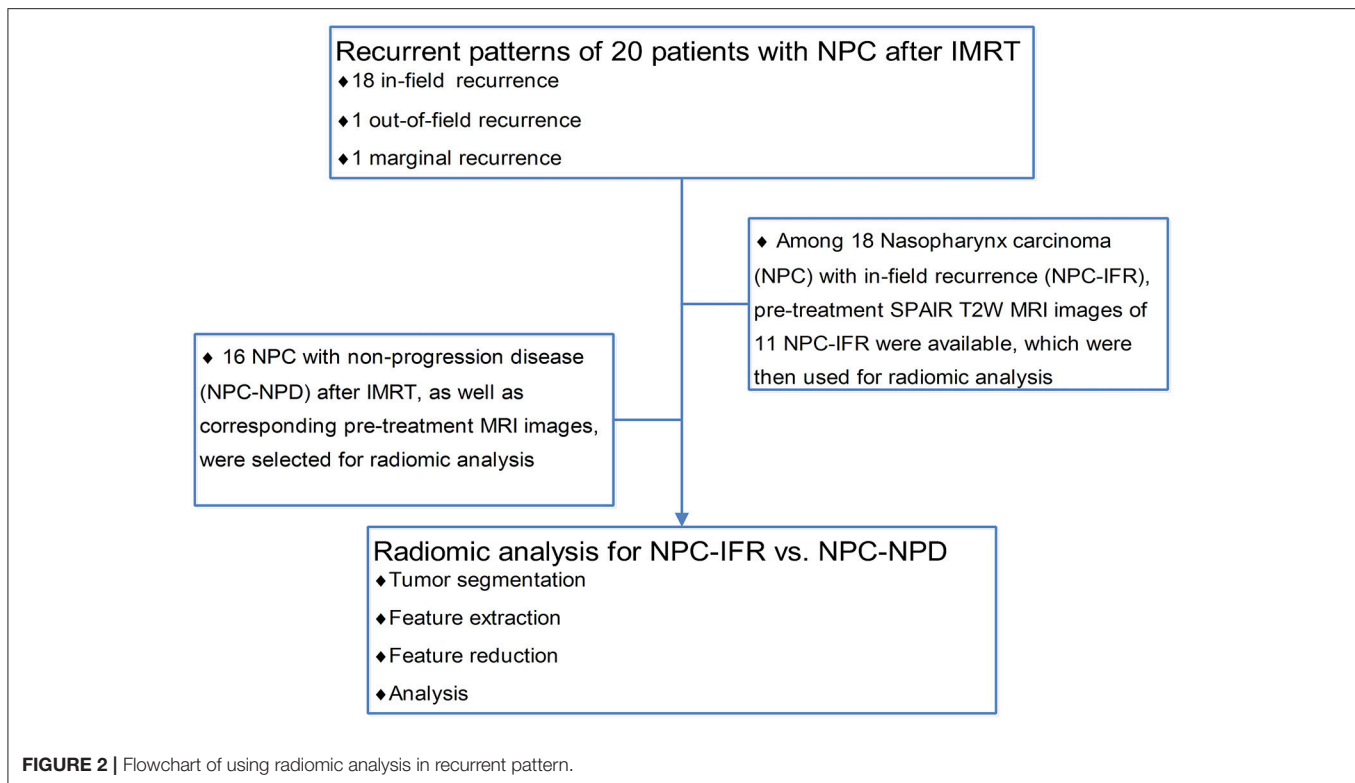 Recurrent patterns of 20 patients with NPC after IMRT
♦18 in-field recurrence
♦1 out-of-field recurrence
♦1 marginal recurrence
♦ Among 18 Nasopharynx carcinoma
(NPC) with in-field recurrence (NPC-IFR),
pre-treatment SPAIR T2W MRI images of
11 NPC-IFR were available, which were
then used for radiomic analysis
♦ 16 NPC with non-progression disease
(NPC-NPD) after IMRT, as well as
corresponding pre-treatment MRI images,
were selected for radiomic analysis
Radiomic analysis for NPC-IFR vs. NPC-NPD
♦Tumor segmentation
♦Feature extraction
♦Feature reduction
♦Analysis
FIGURE 2 | Flowchart of using radiomic analysis in recurrent pattern.